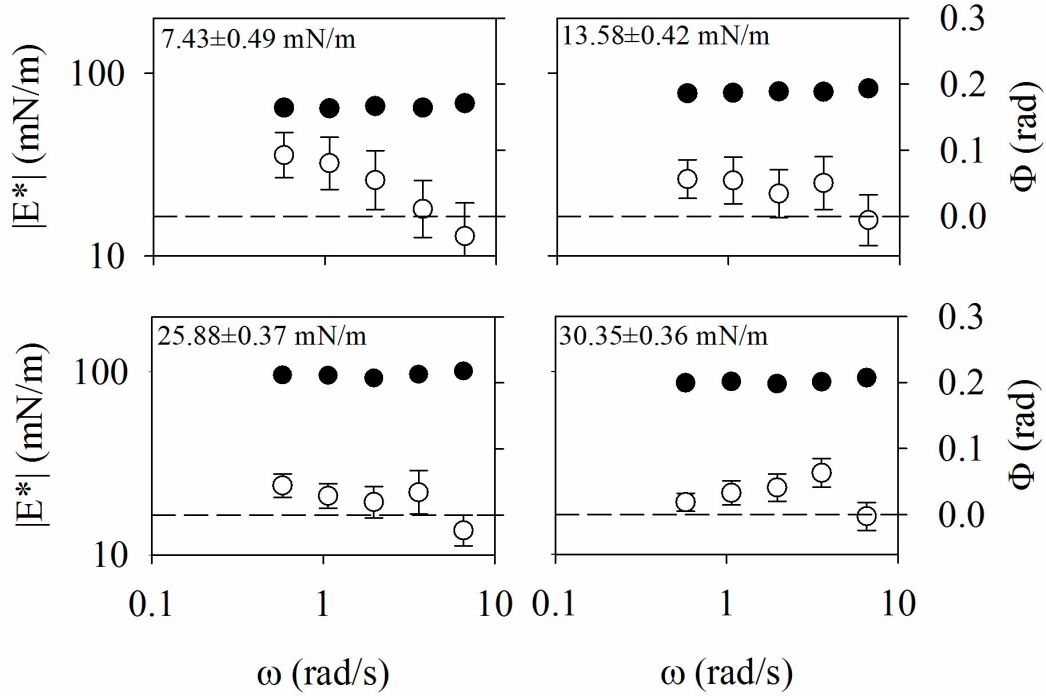 7.43±0.49 mN/m
13.58±0.42 mN/m
0.3
100
0.2
0.1
0.0
10
|E*| (mN/m)
Φ (rad)
25.88±0.37 mN/m
30.35±0.36 mN/m
0.3
100
0.2
0.1
0.0
10
|E*| (mN/m)
Φ (rad)
0.1 1 10 0.1 1 10
ω (rad/s) ω (rad/s)